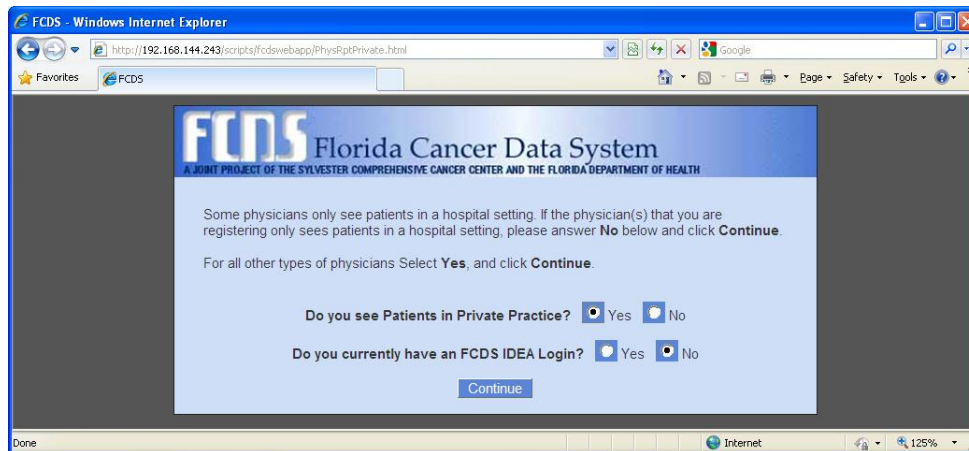 FCDS - Windows Internet Explorer
http://192.168.144.243/scripts/fcdswebapp/PhysRptPrivate.html
Google
Favorites
FCDS
Page
Safety
Tools
FCDS Florida Cancer Data System
A JOINT PROJECT OF THE SYLVESTER COMPREHENSIVE CANCER CENTER AND THE FLORIDA DEPARTMENT OF HEALTH
Some physicians only see patients in a hospital setting. If the physician(s) that you are
registering only sees patients in a hospital setting, please answer No below and click Continue.
For all other types of physicians Select Yes, and click Continue.
Do you see Patients in Private Practice? Yes No
Do you currently have an FCDS IDEA Login? Yes No
Continue
Done
Internet
125%